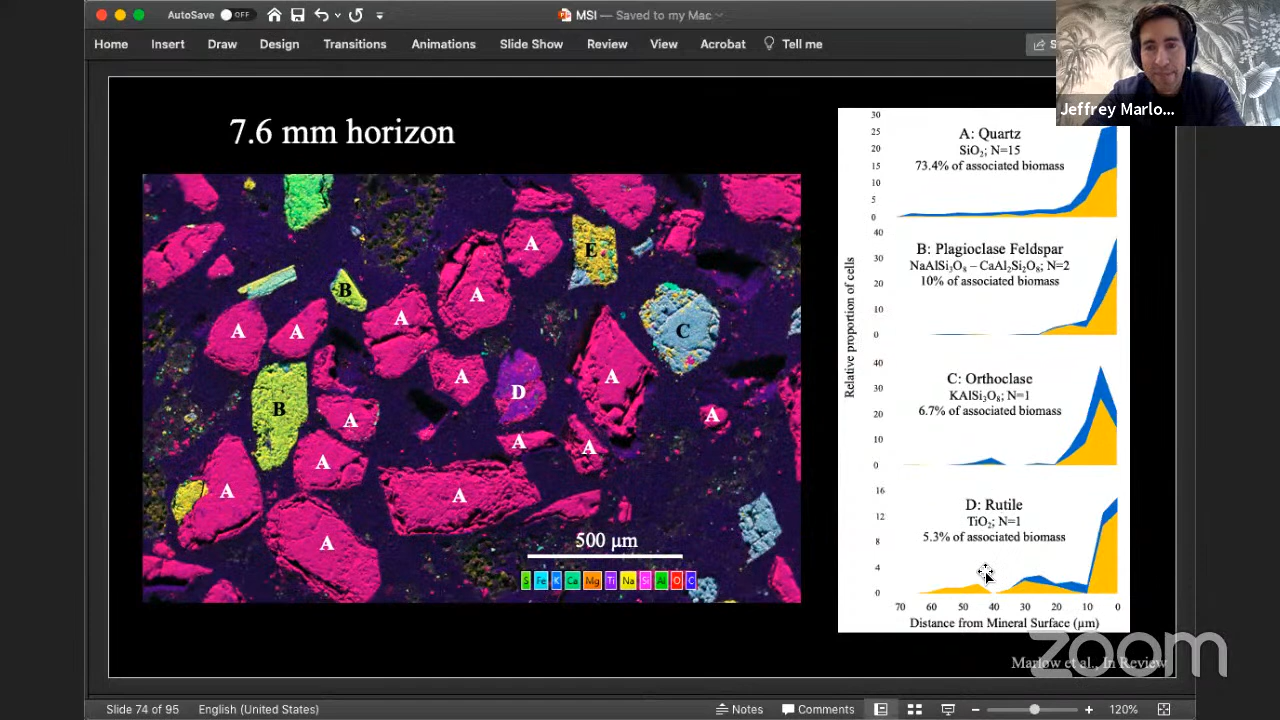 AutoSave OFF
MSI — Saved to my Mac
Home Insert Draw Design Transitions Animations Slide Show Review View Acrobat Tell me
Jeffrey Marlo...
7.6 mm horizon
E
A
A
B
A
A
A
A
C
A
A
D
B
A
A
A
A
A
A
A
A
500 µm
S Fe K Ca Mg Ti Na Si Al O C
Relative proportion of cells
30
25
20
15
10
5
0
A: Quartz
SiO₂; N=15
73.4% of associated biomass
40
30
20
10
0
B: Plagioclase Feldspar
NaAlSi₃O₈ – CaAl₂Si₂O₈; N=2
10% of associated biomass
40
30
20
10
0
C: Orthoclase
KAlSi₃O₈; N=1
6.7% of associated biomass
16
12
8
4
0
D: Rutile
TiO₂; N=1
5.3% of associated biomass
70 60 50 40 30 20 10 0
Distance from Mineral Surface (µm)
Marlow et al., In Review
zoom
Slide 74 of 95 English (United States) Notes Comments 120%